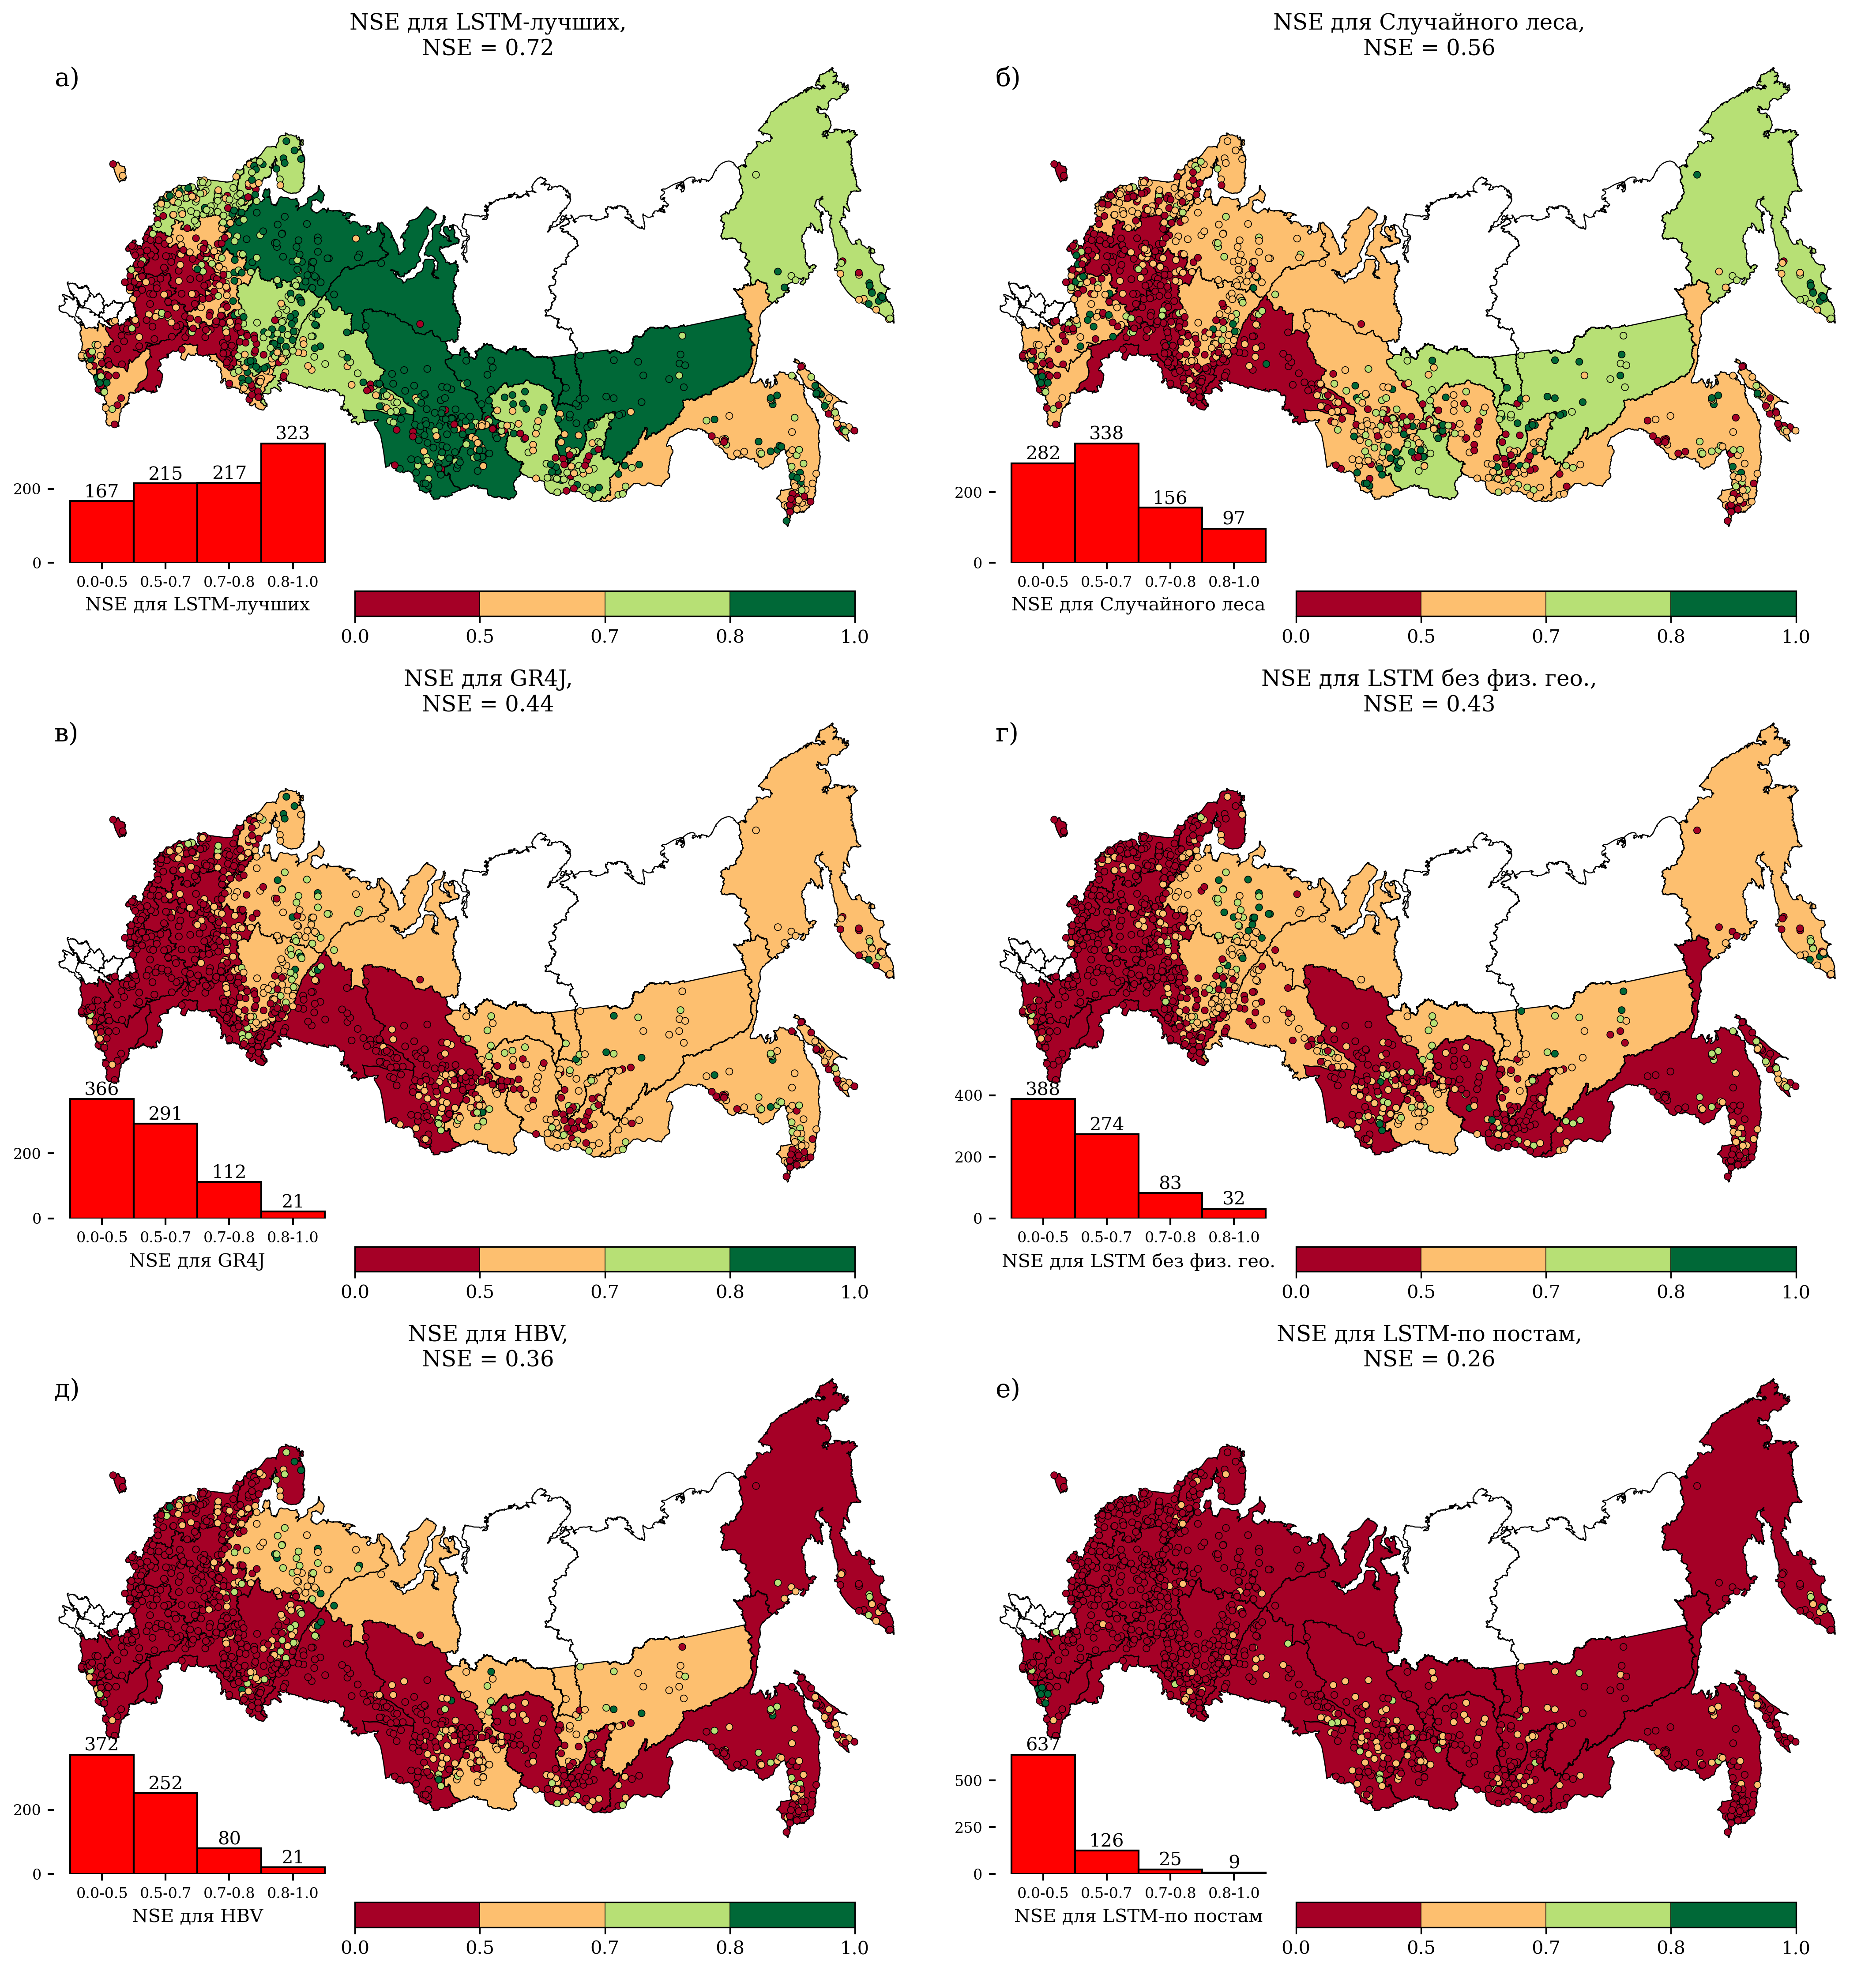 NSE для LSTM-лучших,
NSE = 0.72
а)
323
215
217
167
200
0
0.0-0.5 0.5-0.7 0.7-0.8 0.8-1.0
NSE для LSTM-лучших
0.0 0.5 0.7 0.8 1.0
NSE для Случайного леса,
NSE = 0.56
б)
338
282
156
97
200
0
0.0-0.5 0.5-0.7 0.7-0.8 0.8-1.0
NSE для Случайного леса
0.0 0.5 0.7 0.8 1.0
NSE для GR4J,
NSE = 0.44
в)
366
291
112
21
200
0
0.0-0.5 0.5-0.7 0.7-0.8 0.8-1.0
NSE для GR4J
0.0 0.5 0.7 0.8 1.0
NSE для LSTM без физ. гео.,
NSE = 0.43
г)
388
274
83
32
400
200
0
0.0-0.5 0.5-0.7 0.7-0.8 0.8-1.0
NSE для LSTM без физ. гео.
0.0 0.5 0.7 0.8 1.0
NSE для HBV,
NSE = 0.36
д)
372
252
80
21
200
0
0.0-0.5 0.5-0.7 0.7-0.8 0.8-1.0
NSE для HBV
0.0 0.5 0.7 0.8 1.0
NSE для LSTM-по постам,
NSE = 0.26
е)
637
126
25
9
500
250
0
0.0-0.5 0.5-0.7 0.7-0.8 0.8-1.0
NSE для LSTM-по постам
0.0 0.5 0.7 0.8 1.0